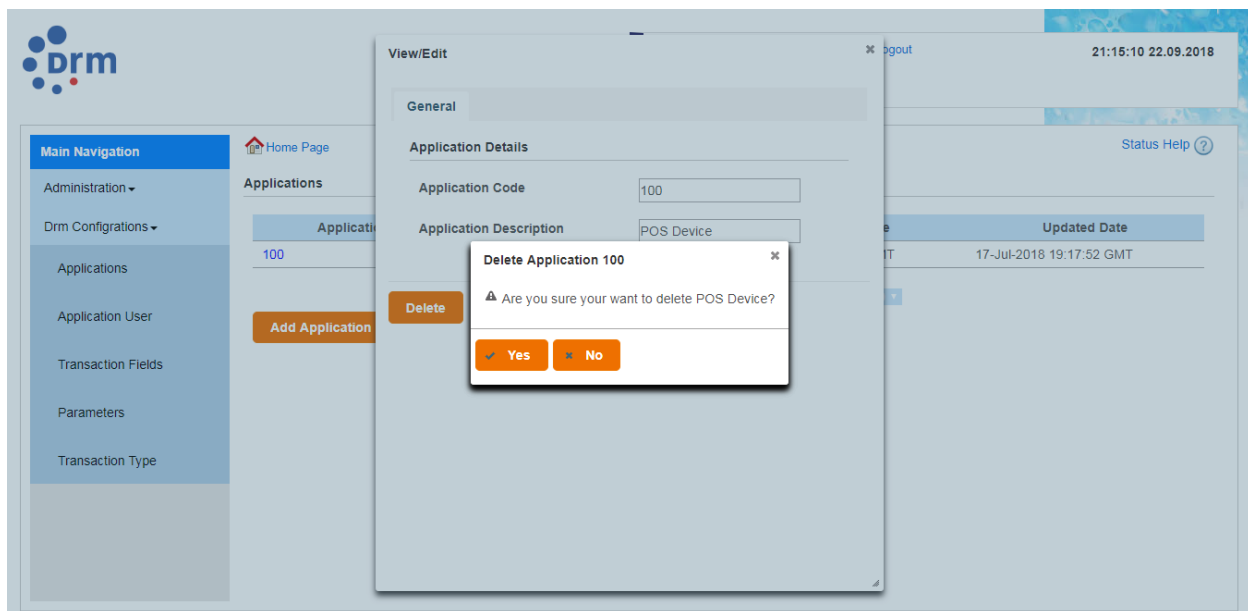 Drm
View/Edit
21:15:10 22.09.2018
General
Main Navigation
Home Page
Application Details
Status Help ?
Administration
Applications
Application Code
100
Drm Configrations
Application Description
POS Device
Updated Date
100
17-Jul-2018 19:17:52 GMT
Applications
Delete Application 100
Are you sure your want to delete POS Device?
Delete
Application User
Add Application
Yes
No
Transaction Fields
Parameters
Transaction Type